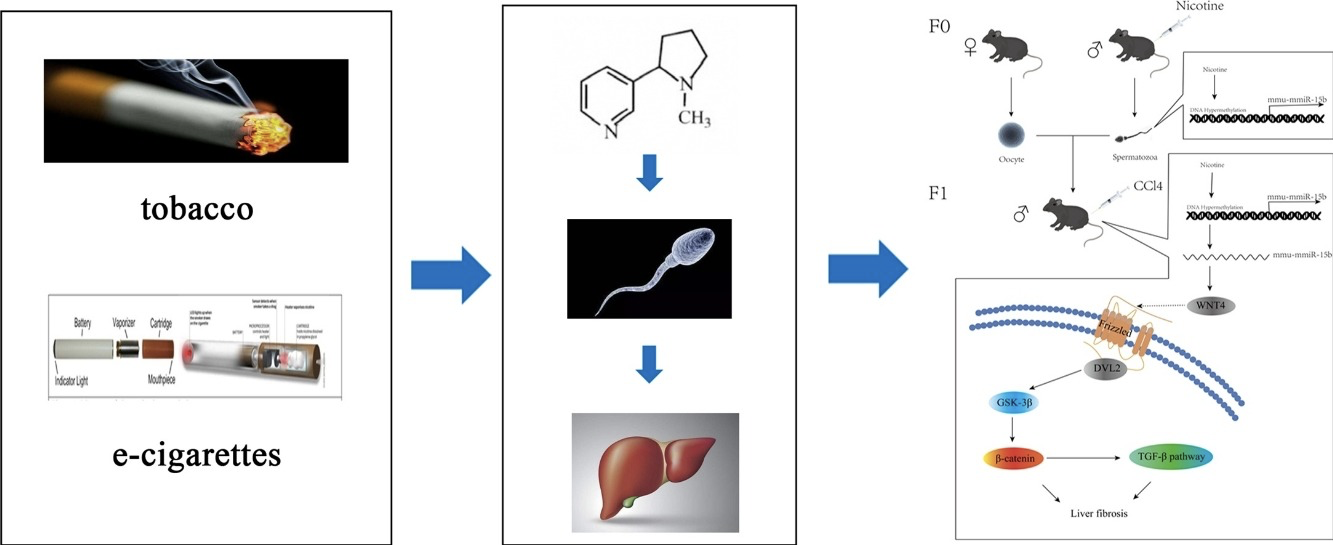 tobacco
Battery
Vaporizer
Cartridge
Indicator Light
Mouthpiece
e-cigarettes
N
N
CH3
F0
♀
♂
Nicotine
Nicotine
DNA Hypermethylation
mmu-mmiR-15b
Oocyte
Spermatozoa
F1
♂
CCl4
Nicotine
DNA Hypermethylation
mmu-mmiR-15b
mmu-mmiR-15b
WNT4
Frizzled
DVL2
GSK-3β
β-catenin
TGF-β pathway
Liver fibrosis